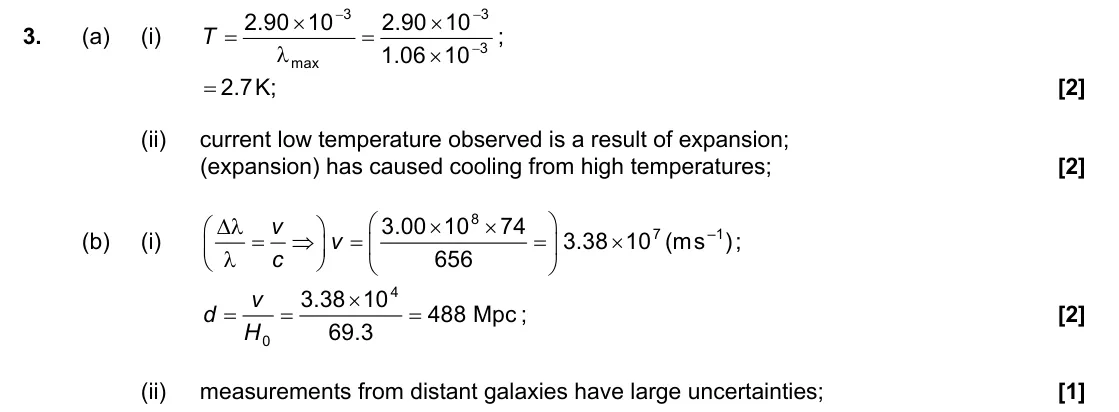 3. (a) (i) T = 2.90 × 10⁻³ / λmax = 2.90 × 10⁻³ / 1.06 × 10⁻³ ;
= 2.7 K; [2]
(ii) current low temperature observed is a result of expansion;
(expansion) has caused cooling from high temperatures; [2]
(b) (i) (Δλ / λ = v / c ⇒) v = (3.00 × 10⁸ × 74 / 656 =) 3.38 × 10⁷ (m s⁻¹);
d = v / H₀ = 3.38 × 10⁴ / 69.3 = 488 Mpc ; [2]
(ii) measurements from distant galaxies have large uncertainties; [1]